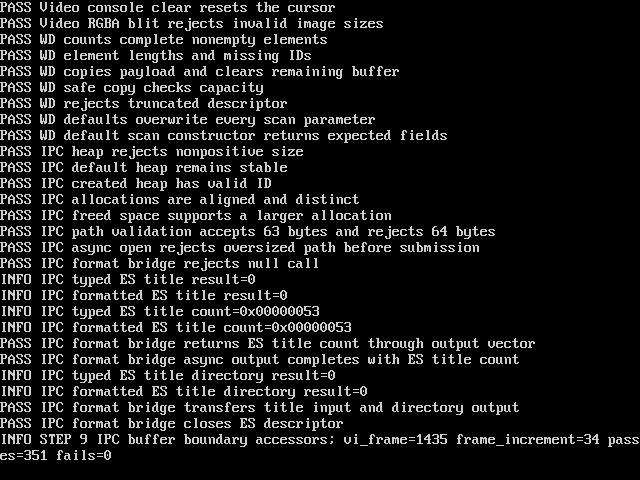 PASS Video console clear resets the cursor
PASS Video RGBA blit rejects invalid image sizes
PASS WD counts complete nonempty elements
PASS WD element lengths and missing IDs
PASS WD copies payload and clears remaining buffer
PASS WD safe copy checks capacity
PASS WD rejects truncated descriptor
PASS WD defaults overwrite every scan parameter
PASS WD default scan constructor returns expected fields
PASS IPC heap rejects nonpositive size
PASS IPC default heap remains stable
PASS IPC created heap has valid ID
PASS IPC allocations are aligned and distinct
PASS IPC freed space supports a larger allocation
PASS IPC path validation accepts 63 bytes and rejects 64 bytes
PASS IPC async open rejects oversized path before submission
PASS IPC format bridge rejects null call
INFO IPC typed ES title result=0
INFO IPC formatted ES title result=0
INFO IPC typed ES title count=0x00000053
INFO IPC formatted ES title count=0x00000053
PASS IPC format bridge returns ES title count through output vector
PASS IPC format bridge async output completes with ES title count
INFO IPC typed ES title directory result=0
INFO IPC formatted ES title directory result=0
PASS IPC format bridge transfers title input and directory output
PASS IPC format bridge closes ES descriptor
INFO STEP 9 IPC buffer boundary accessors; vi_frame=1435 frame_increment=34 pass
es=351 fails=0